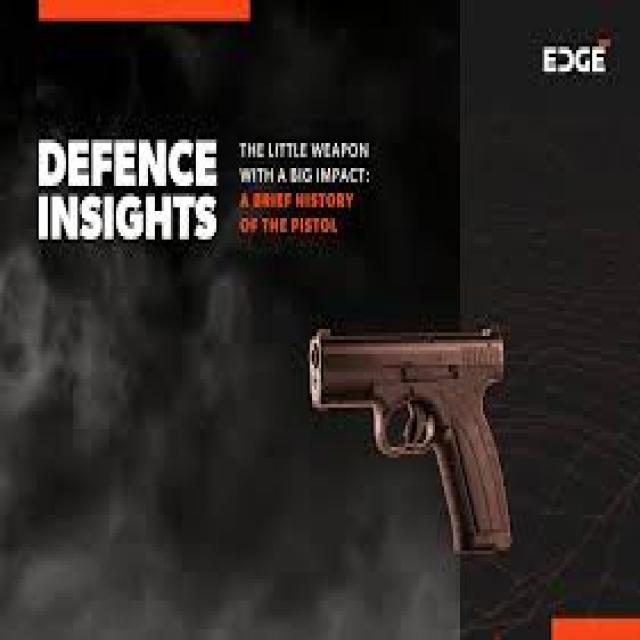 EDGE
DEFENCE
INSIGHTS
THE LITTLE WEAPON
WITH A BIG IMPACT:
A BRIEF HISTORY
OF THE PISTOL